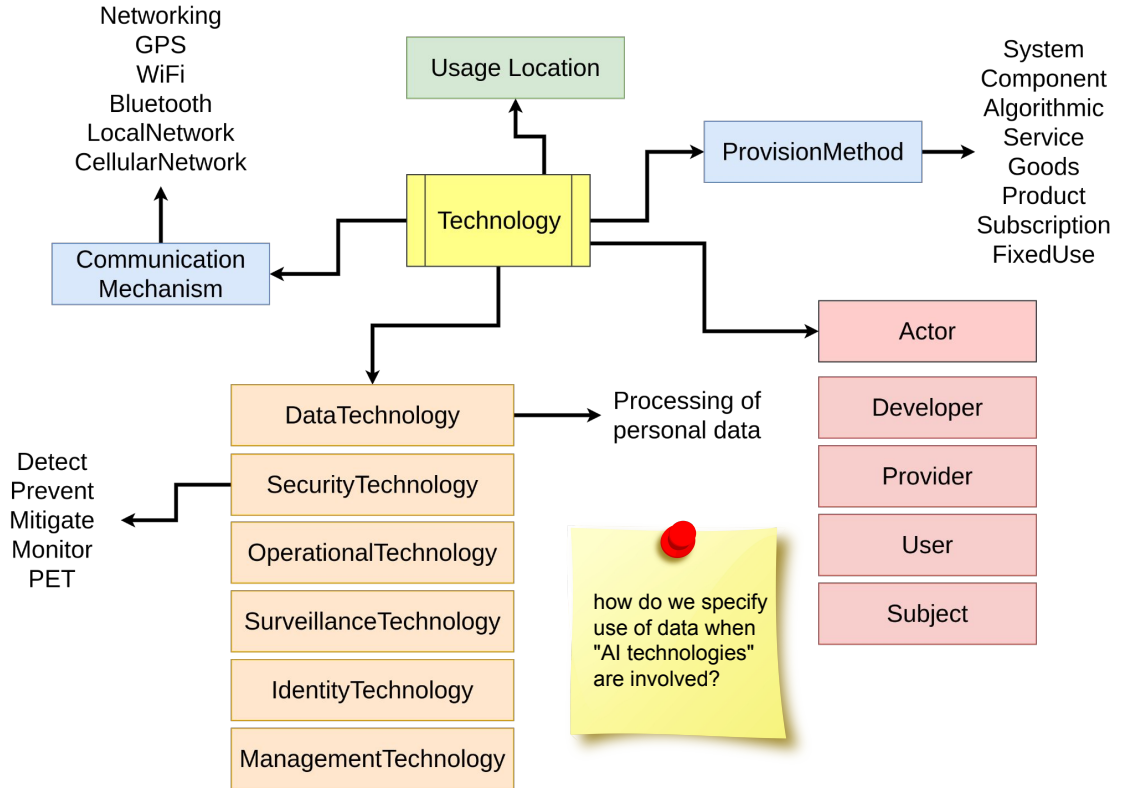 Networking
GPS
WiFi
Bluetooth
LocalNetwork
CellularNetwork
Usage Location
ProvisionMethod
System
Component
Algorithmic
Service
Goods
Product
Subscription
FixedUse
Technology
Communication
Mechanism
Actor
Developer
Provider
User
Subject
DataTechnology
Processing of
personal data
SecurityTechnology
Detect
Prevent
Mitigate
Monitor
PET
OperationalTechnology
SurveillanceTechnology
IdentityTechnology
ManagementTechnology
how do we specify
use of data when
"AI technologies"
are involved?